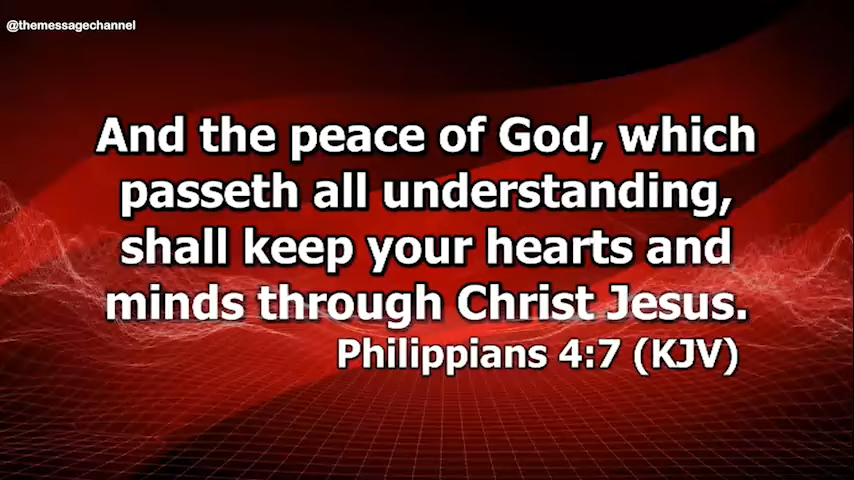 @themessagechannel
And the peace of God, which
passeth all understanding,
shall keep your hearts and
minds through Christ Jesus.
Philippians 4:7 (KJV)